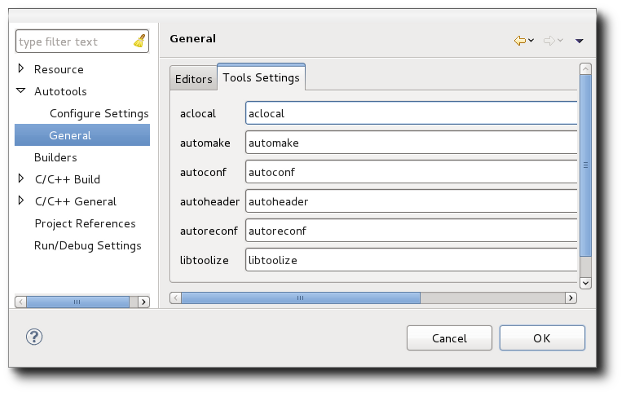 type filter text
General
Resource
Autotools
Configure Settings
General
Builders
C/C++ Build
C/C++ General
Project References
Run/Debug Settings
Editors
Tools Settings
aclocal aclocal
automake automake
autoconf autoconf
autoheader autoheader
autoreconf autoreconf
libtoolize libtoolize
Cancel
OK